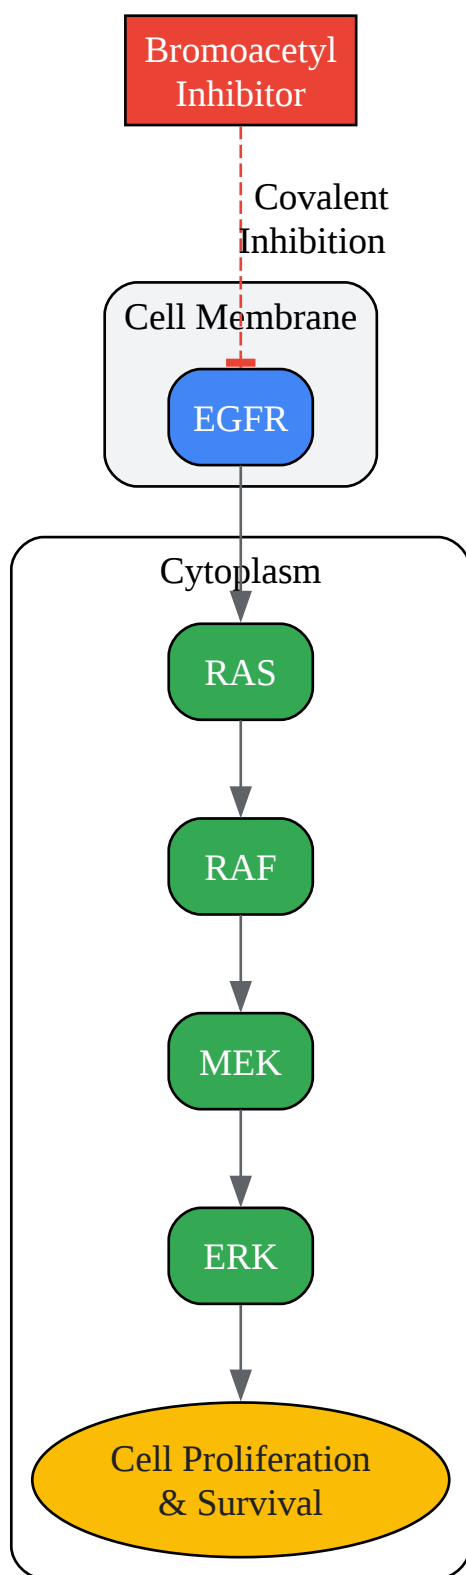 Bromoacetyl
Inhibitor
Covalent
Inhibition
Cell Membrane
EGFR
Cytoplasm
RAS
RAF
MEK
ERK
Cell Proliferation
& Survival